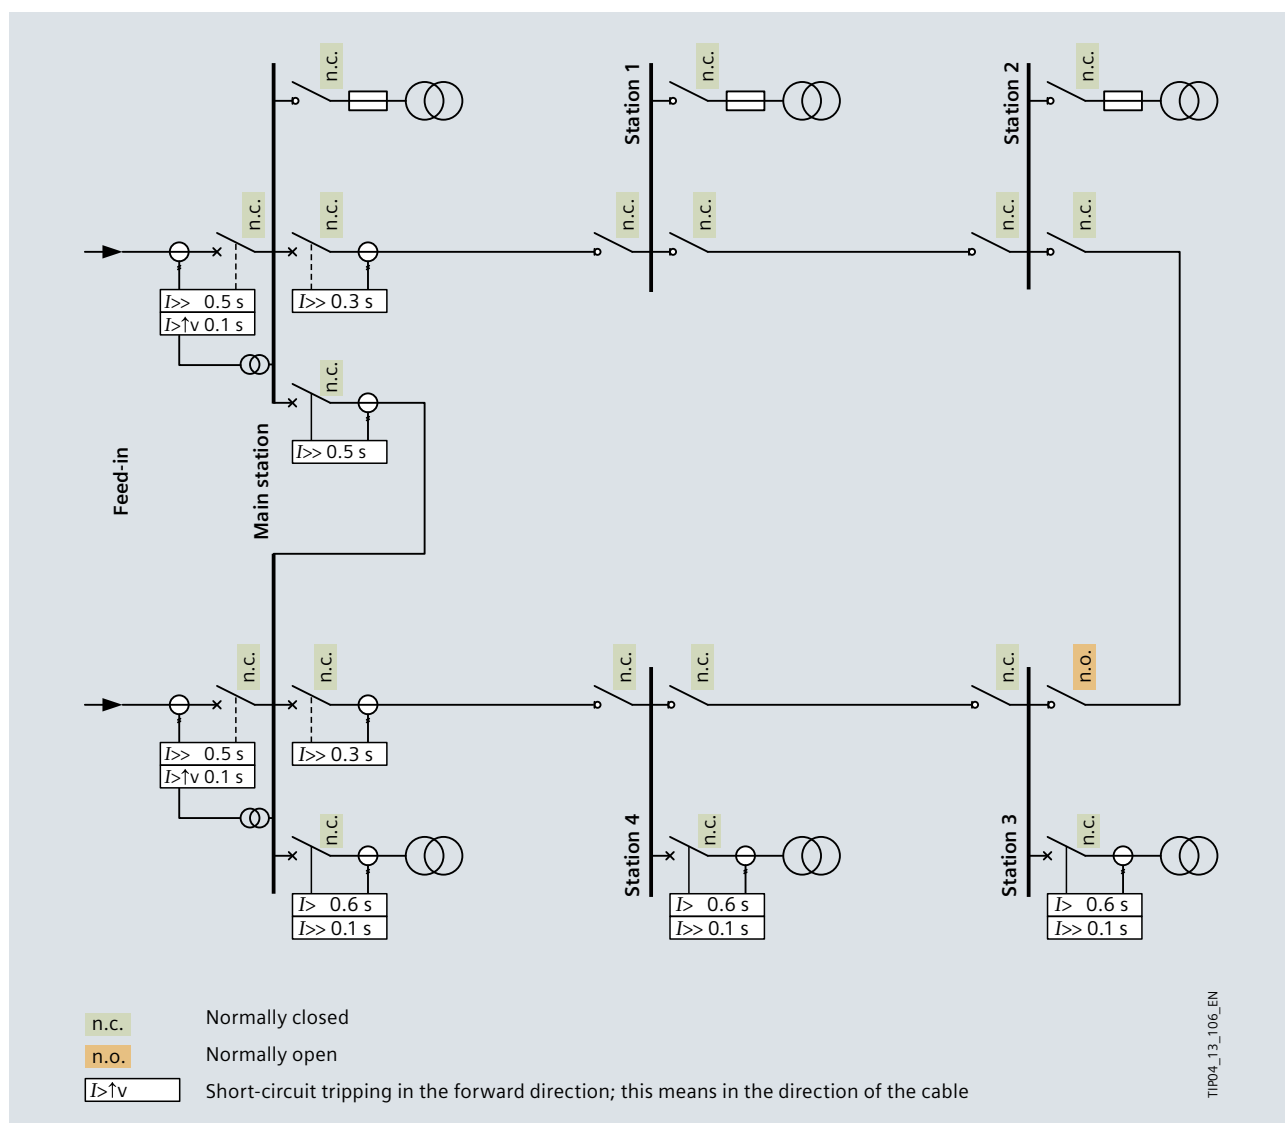 n.c.
Station 1
n.c.
Station 2
n.c.
n.c.
n.c.
n.c.
n.c.
n.c.
n.c.
I>> 0.5 s
I>↑v 0.1 s
I>> 0.3 s
n.c.
I>> 0.5 s
Feed-in
Main station
n.c.
n.c.
n.c.
n.c.
n.c.
n.o.
I>> 0.5 s
I>↑v 0.1 s
I>> 0.3 s
n.c.
Station 4
n.c.
Station 3
n.c.
I> 0.6 s
I>> 0.1 s
I> 0.6 s
I>> 0.1 s
I> 0.6 s
I>> 0.1 s
n.c. Normally closed
n.o. Normally open
I>↑v Short-circuit tripping in the forward direction; this means in the direction of the cable
TIP04_13_106_EN